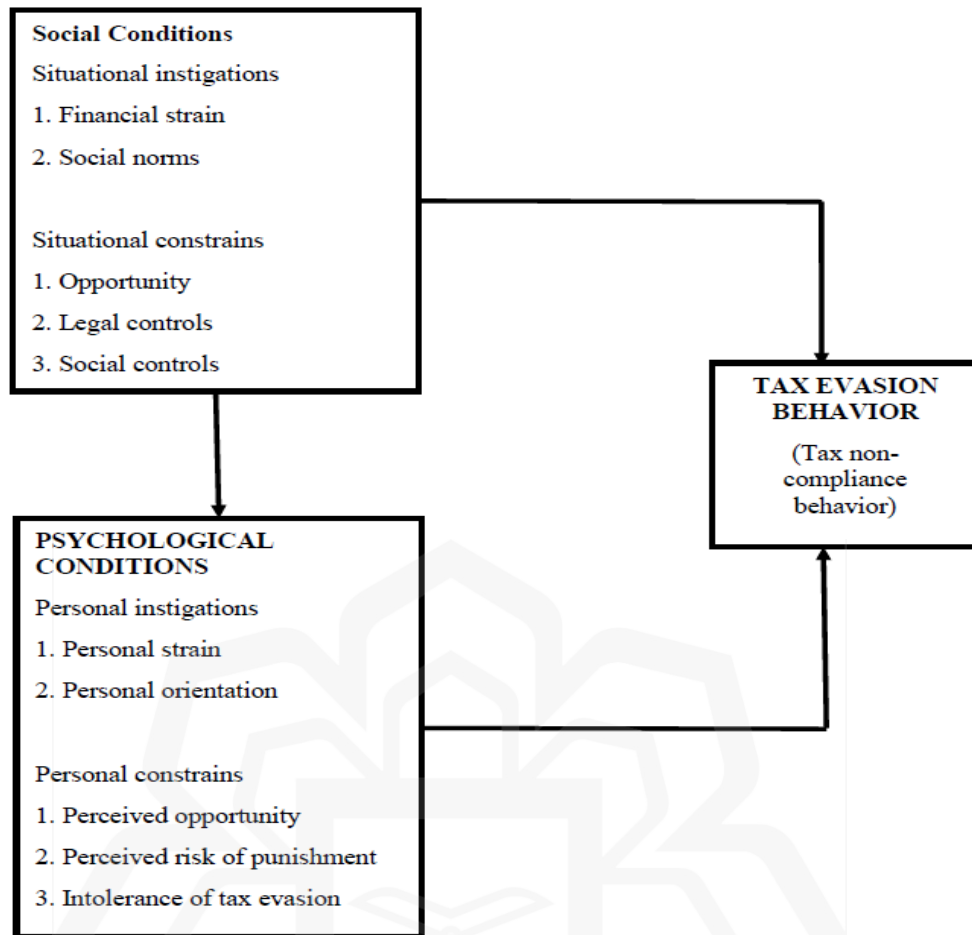 Social Conditions
Situational instigations
1. Financial strain
2. Social norms
Situational constrains
1. Opportunity
2. Legal controls
3. Social controls
TAX EVASION
BEHAVIOR
(Tax non-
compliance
behavior)
PSYCHOLOGICAL
CONDITIONS
Personal instigations
1. Personal strain
2. Personal orientation
Personal constrains
1. Perceived opportunity
2. Perceived risk of punishment
3. Intolerance of tax evasion